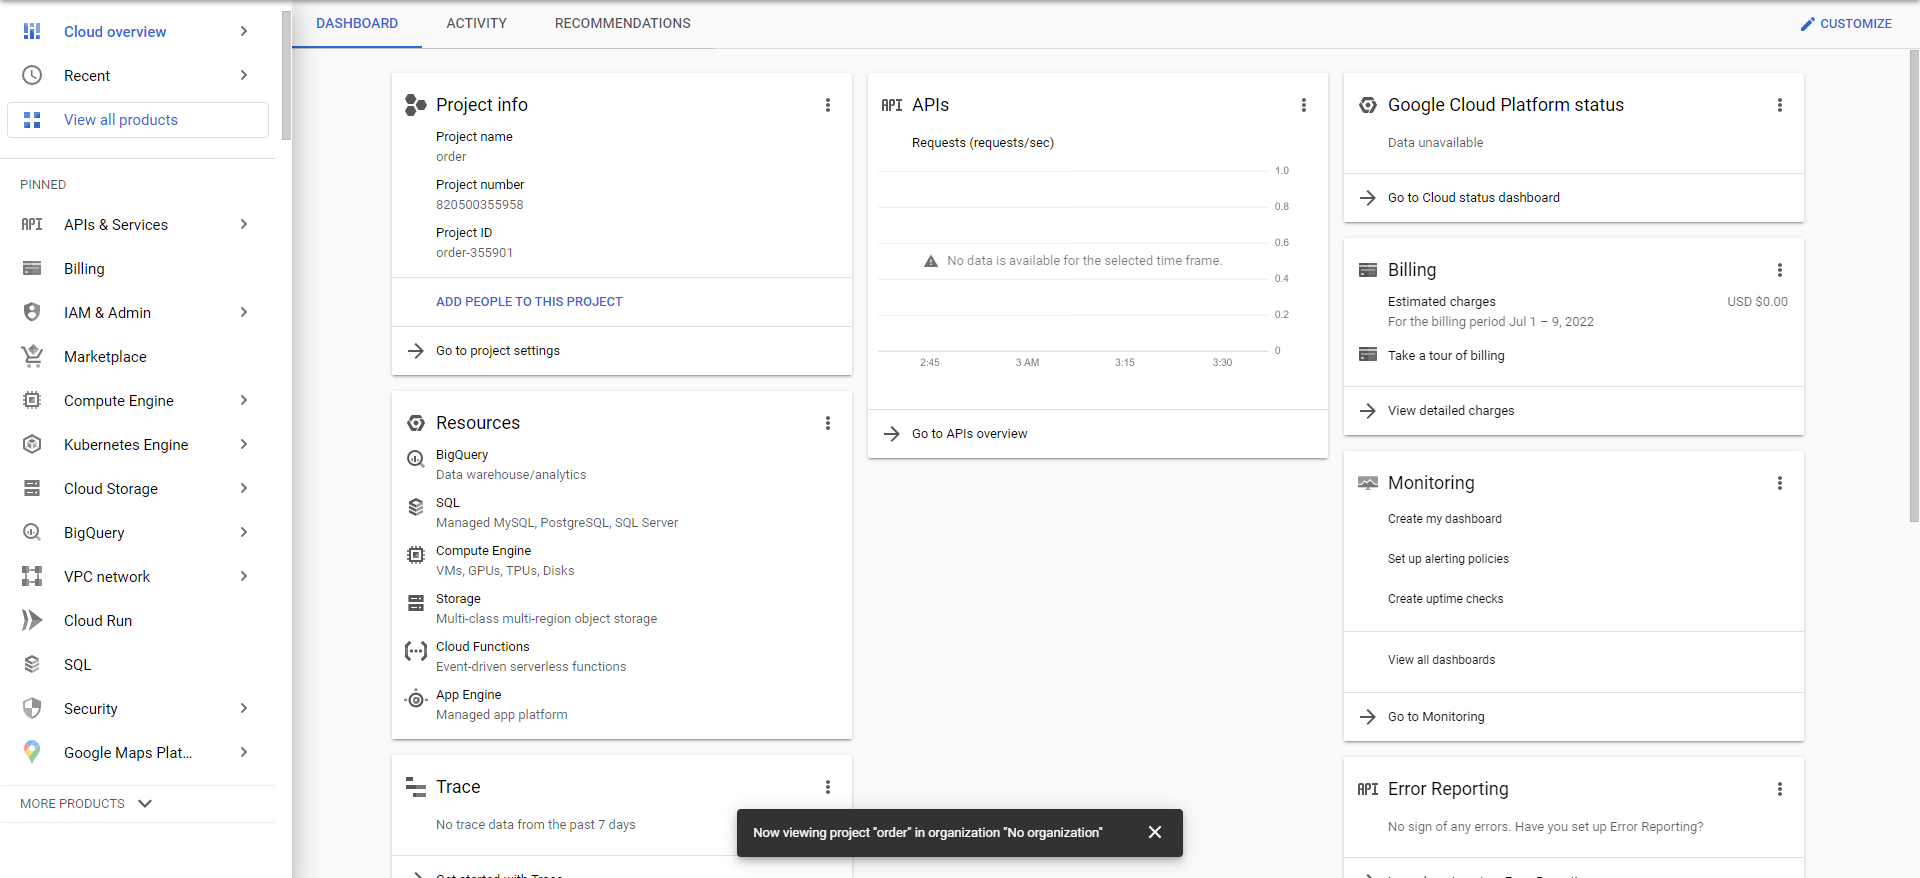 Cloud overview
Recent
View all products
PINNED
APIs & Services
Billing
IAM & Admin
Marketplace
Compute Engine
Kubernetes Engine
Cloud Storage
BigQuery
VPC network
Cloud Run
SQL
Security
Google Maps Plat...
MORE PRODUCTS
DASHBOARD ACTIVITY RECOMMENDATIONS
CUSTOMIZE
Project info
Project name
order
Project number
820500355958
Project ID
order-355901
ADD PEOPLE TO THIS PROJECT
Go to project settings
Resources
BigQuery
Data warehouse/analytics
SQL
Managed MySQL, PostgreSQL, SQL Server
Compute Engine
VMs, GPUs, TPUs, Disks
Storage
Multi-class multi-region object storage
Cloud Functions
Event-driven serverless functions
App Engine
Managed app platform
Trace
No trace data from the past 7 days
Get started with Trace
API APIs
Requests (requests/sec)
1.0
0.8
0.6
No data is available for the selected time frame.
0.4
0.2
0
2:45 3 AM 3:15 3:30
Go to APIs overview
Google Cloud Platform status
Data unavailable
Go to Cloud status dashboard
Billing
Estimated charges USD $0.00
For the billing period Jul 1 – 9, 2022
Take a tour of billing
View detailed charges
Monitoring
Create my dashboard
Set up alerting policies
Create uptime checks
View all dashboards
Go to Monitoring
API Error Reporting
No sign of any errors. Have you set up Error Reporting?
Now viewing project "order" in organization "No organization"